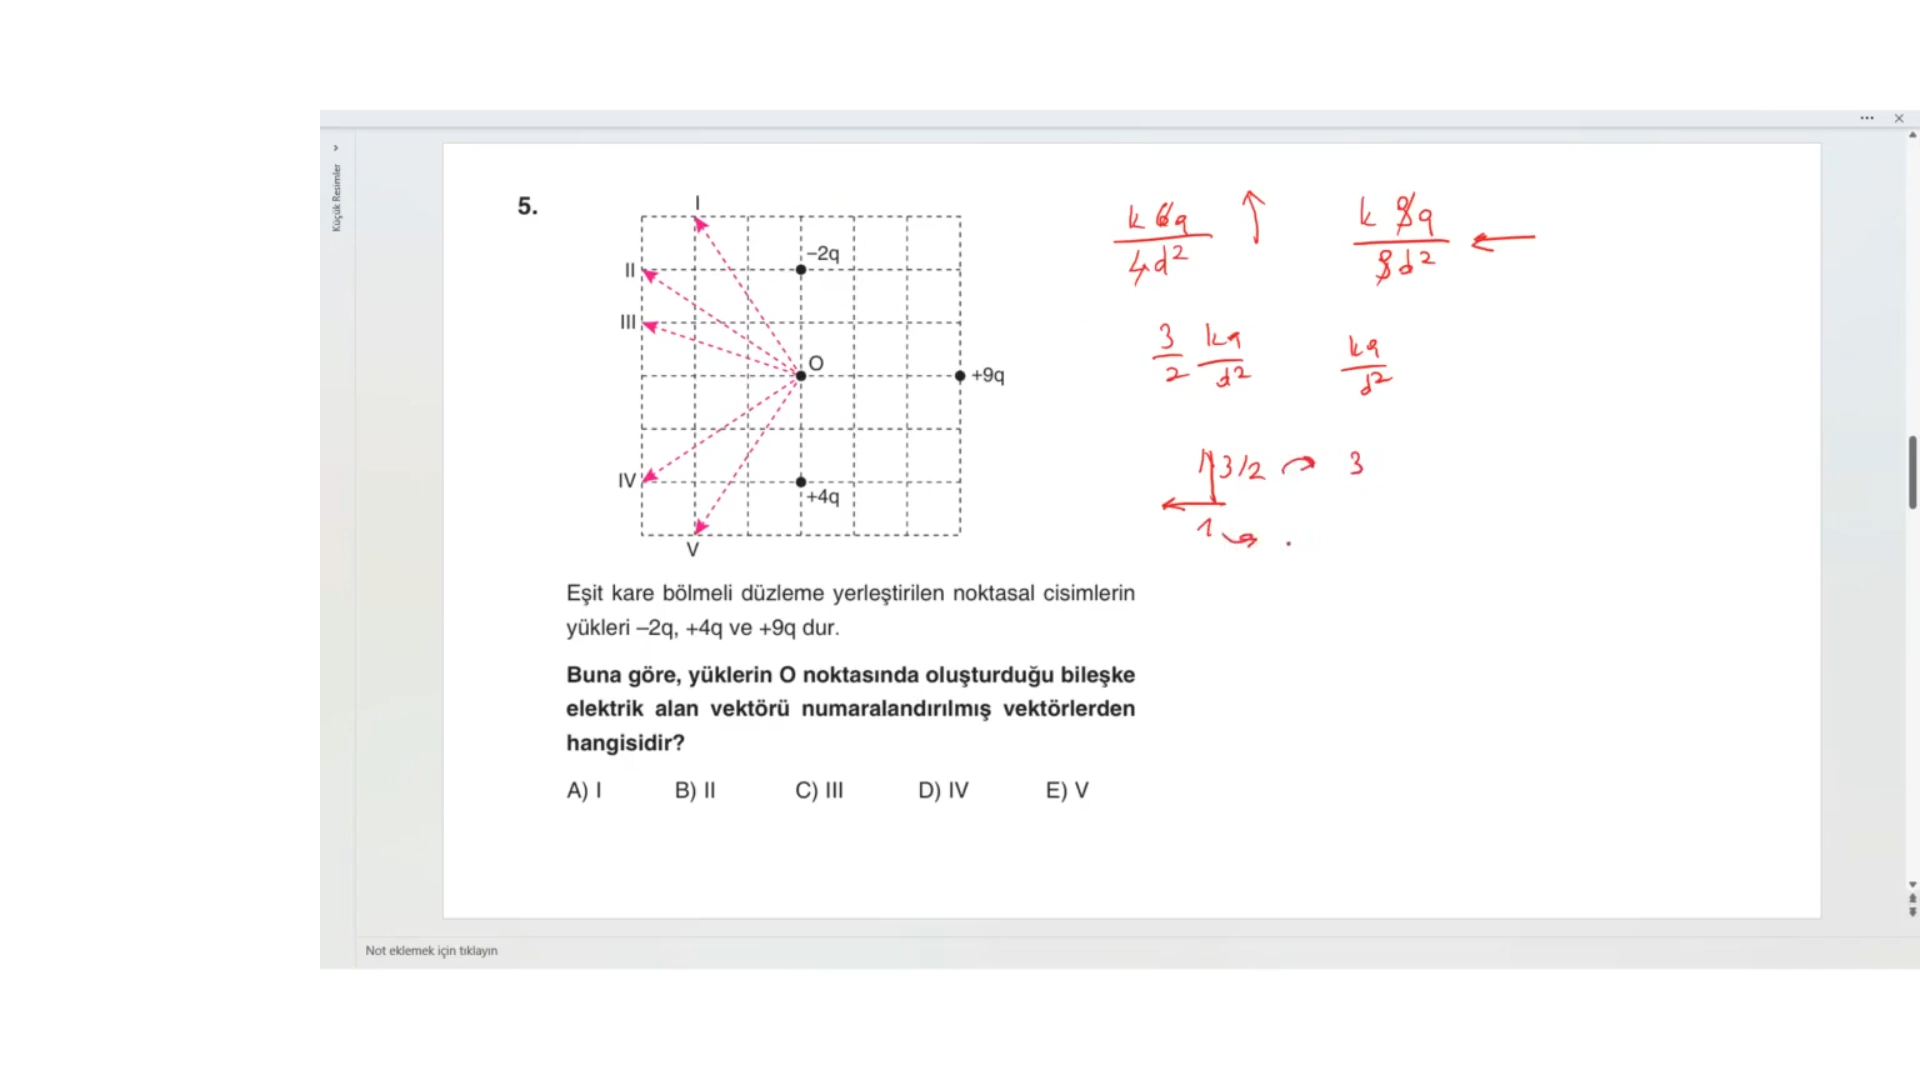 Küçük Resimler
5.
I
II
III
IV
V
–2q
O
+9q
+4q
k 6q
4d²
k 9q
9d²
3 kq
2 d²
kq
d²
3/2 3
1
Eşit kare bölmeli düzleme yerleştirilen noktasal cisimlerin
yükleri –2q, +4q ve +9q dur.
Buna göre, yüklerin O noktasında oluşturduğu bileşke
elektrik alan vektörü numaralandırılmış vektörlerden
hangisidir?
A) I B) II C) III D) IV E) V
Not eklemek için tıklayın